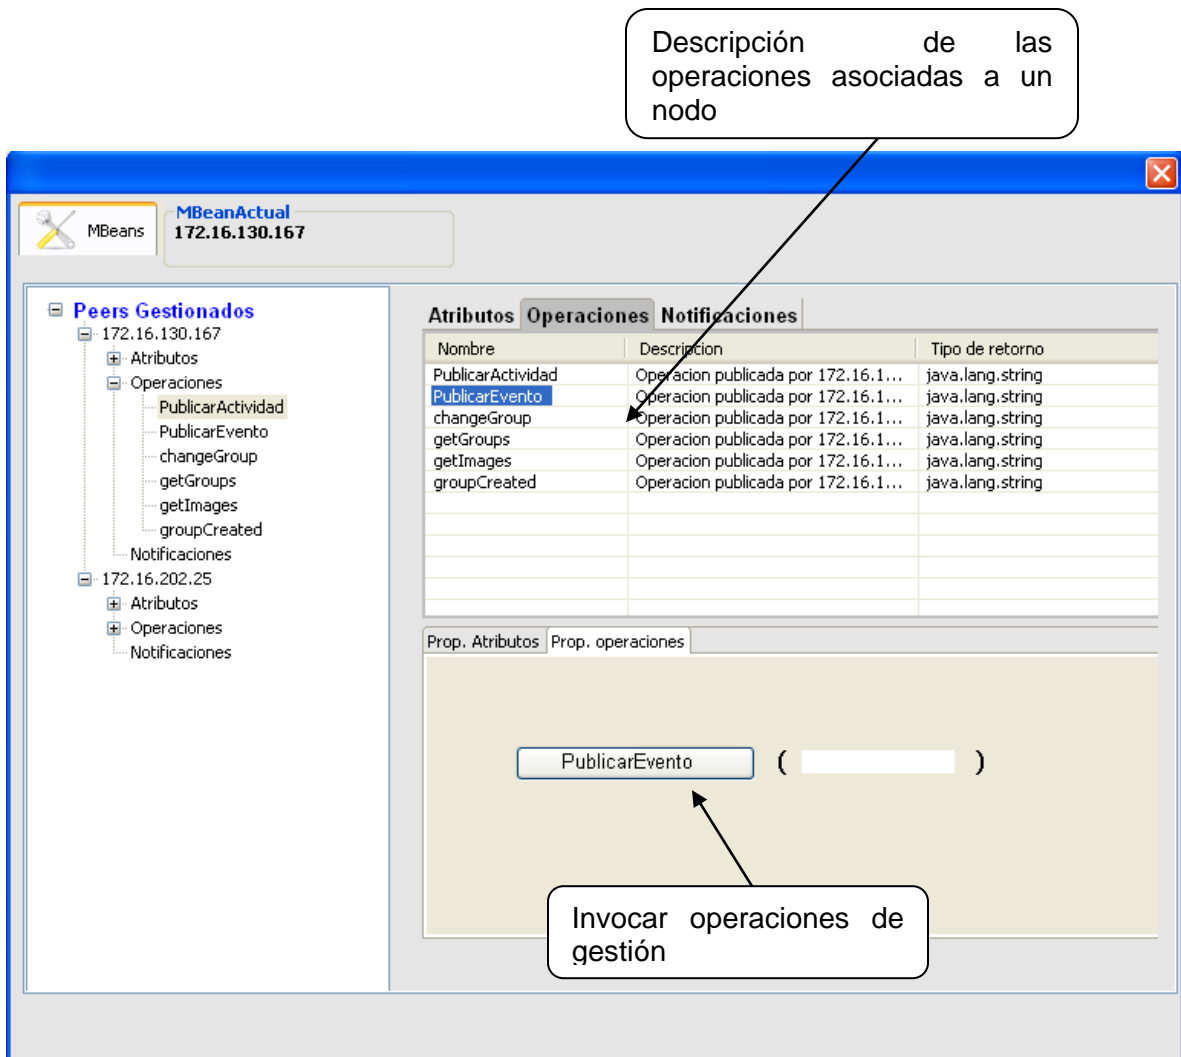 Descripción de las
operaciones asociadas a un
nodo
MBeans
MBeanActual
172.16.130.167
Peers Gestionados
172.16.130.167
Atributos
Operaciones
PublicarActividad
PublicarEvento
changeGroup
getGroups
getImages
groupCreated
Notificaciones
172.16.202.25
Atributos
Operaciones
Notificaciones
Atributos Operaciones Notificaciones
Nombre Descripcion Tipo de retorno
PublicarActividad Operacion publicada por 172.16.1... java.lang.string
PublicarEvento Operacion publicada por 172.16.1... java.lang.string
changeGroup Operacion publicada por 172.16.1... java.lang.string
getGroups Operacion publicada por 172.16.1... java.lang.string
getImages Operacion publicada por 172.16.1... java.lang.string
groupCreated Operacion publicada por 172.16.1... java.lang.string
Prop. Atributos Prop. operaciones
PublicarEvento ( )
Invocar operaciones de
gestión